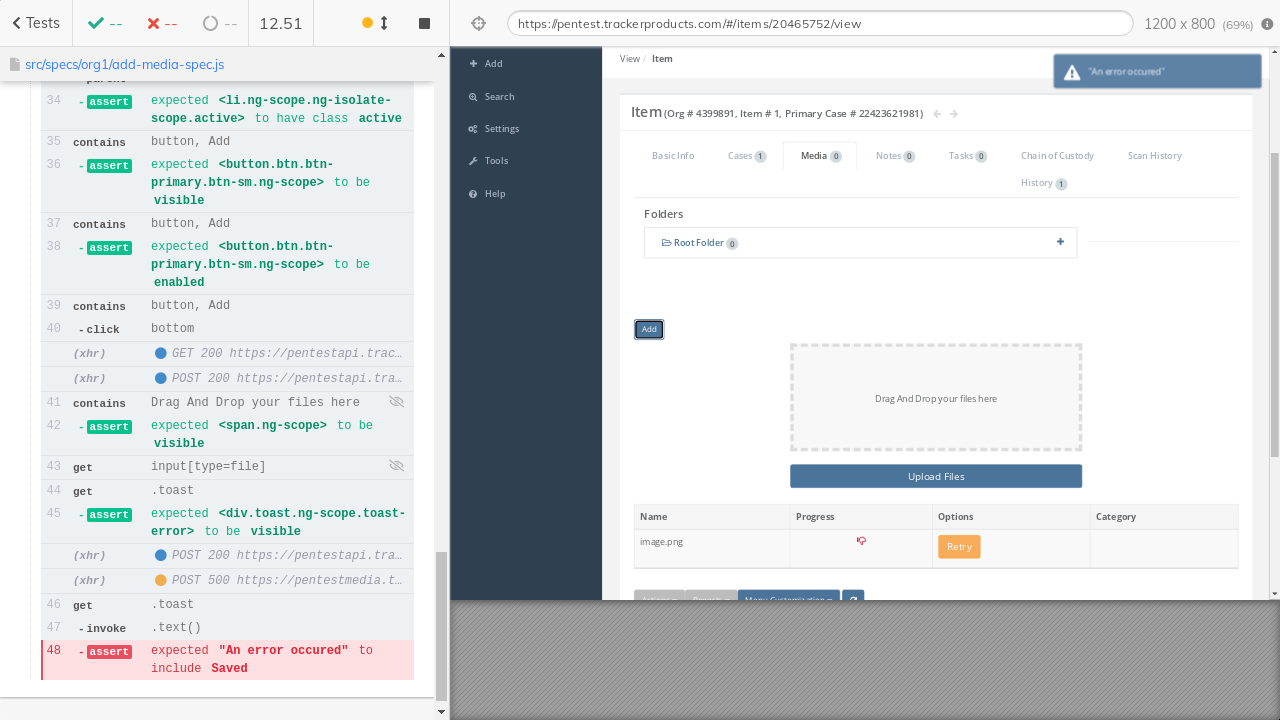 Tests
--
--
--
12.51
https://pentest.trackerproducts.com/#/items/20465752/view
1200 x 800 (69%)
src/specs/org1/add-media-spec.js
34 - assert expected <li.ng-scope.ng-isolate-
scope.active> to have class active
35 contains button, Add
36 - assert expected <button.btn.btn-
primary.btn-sm.ng-scope> to be
visible
37 contains button, Add
38 - assert expected <button.btn.btn-
primary.btn-sm.ng-scope> to be
enabled
39 contains button, Add
40 - click bottom
(xhr) GET 200 https://pentestapi.trac…
(xhr) POST 200 https://pentestapi.tra…
41 contains Drag And Drop your files here
42 - assert expected <span.ng-scope> to be
visible
43 get input[type=file]
44 get .toast
45 - assert expected <div.toast.ng-scope.toast-
error> to be visible
(xhr) POST 200 https://pentestapi.tra…
(xhr) POST 500 https://pentestmedia.t…
46 get .toast
47 - invoke .text()
48 - assert expected "An error occured" to
include Saved
Add
Search
Settings
Tools
Help
View / Item
"An error occured"
Item (Org # 4399891, Item # 1, Primary Case # 22423621981)
Basic Info
Cases 1
Media 0
Notes 0
Tasks 0
Chain of Custody
Scan History
History 1
Folders
Root Folder 0
Add
Drag And Drop your files here
Upload Files
Name Progress Options Category
image.png Retry
Menu Customization